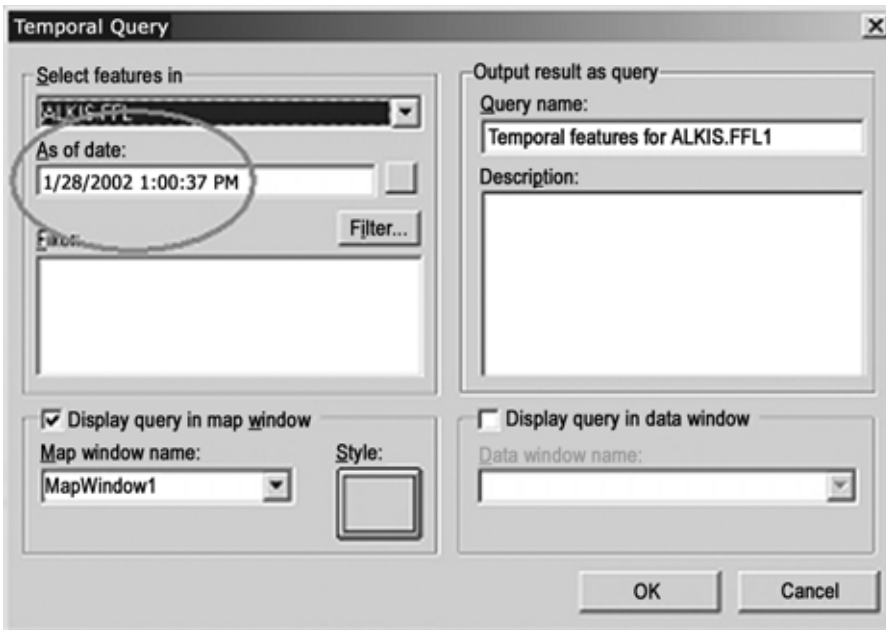 Temporal Query
Select features in
ALKIS.FFL
As of date:
1/28/2002 1:00:37 PM
Filter...
Display query in map window
Map window name:
Style:
MapWindow1
Output result as query
Query name:
Temporal features for ALKIS.FFL1
Description:
Display query in data window
Data window name:
OK
Cancel